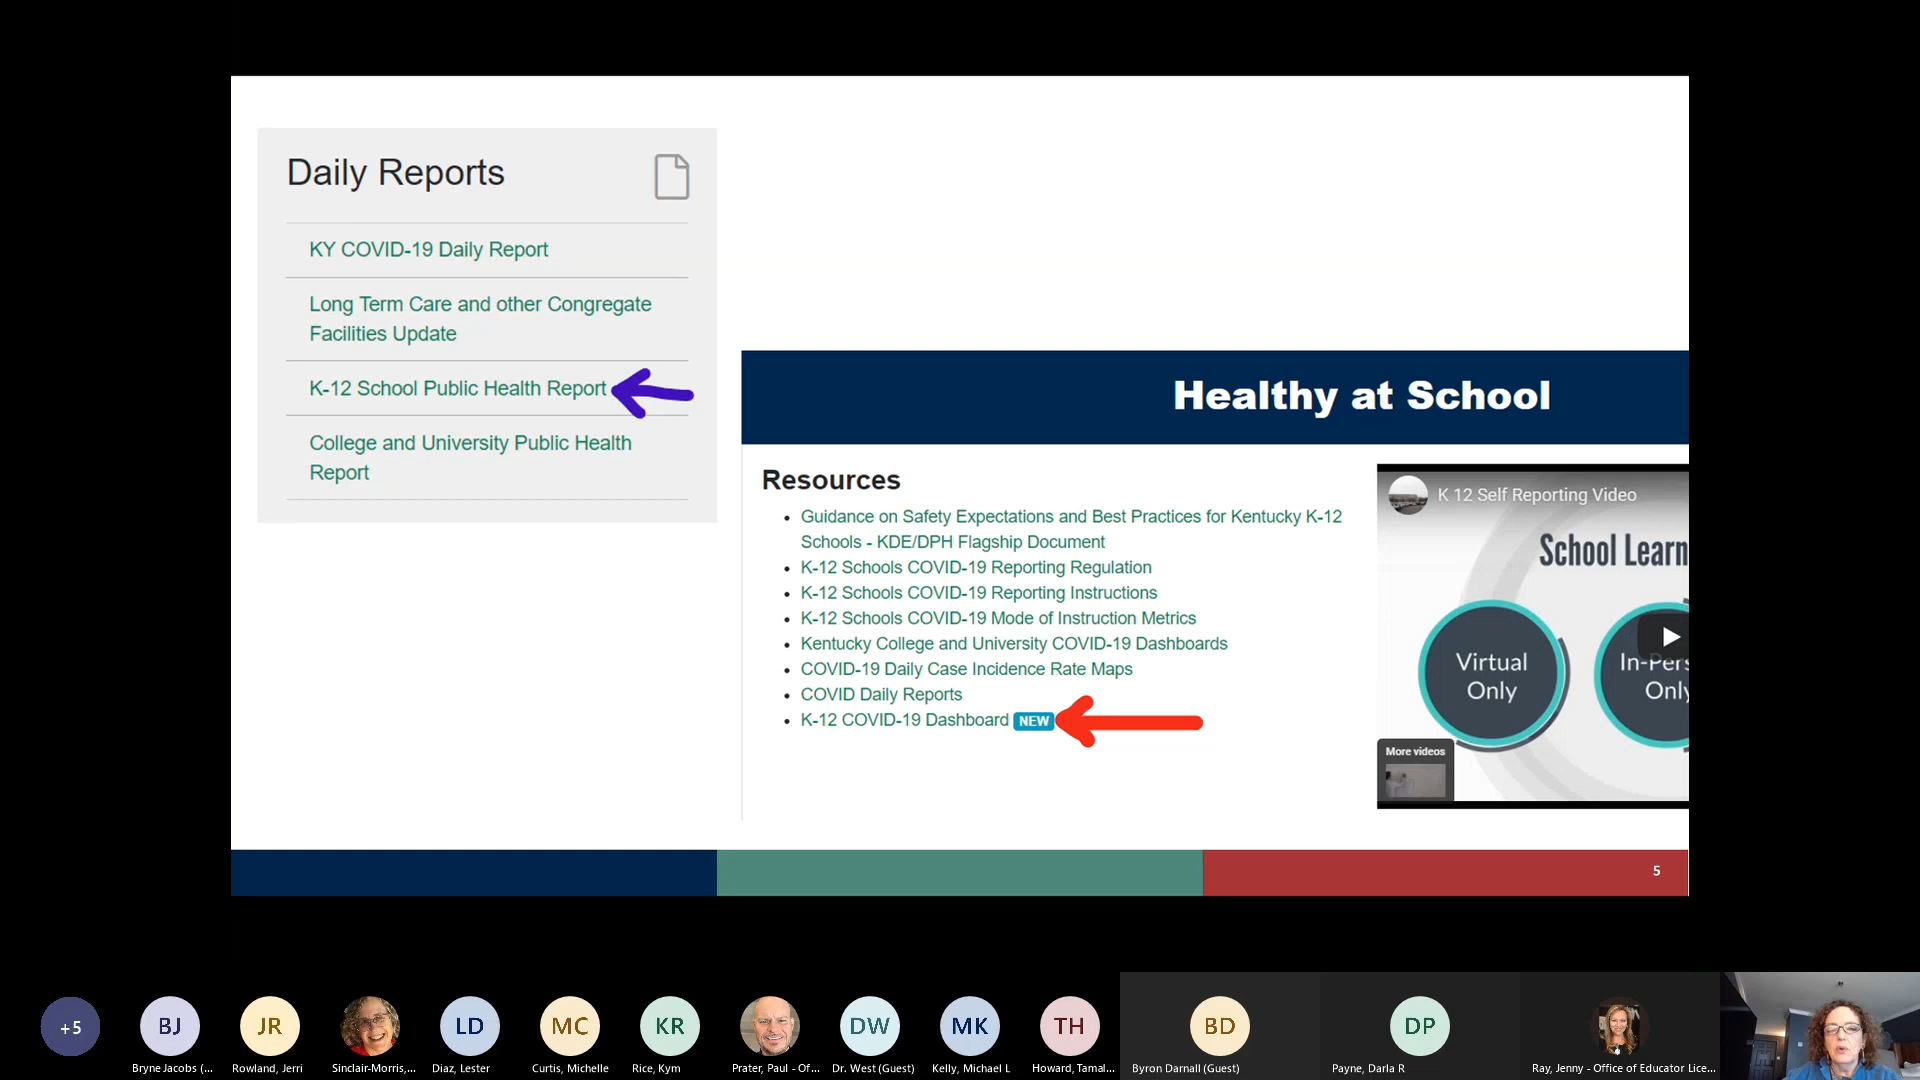 Daily Reports
KY COVID-19 Daily Report
Long Term Care and other Congregate
Facilities Update
K-12 School Public Health Report
College and University Public Health
Report
Healthy at School
Resources
Guidance on Safety Expectations and Best Practices for Kentucky K-12
Schools - KDE/DPH Flagship Document
K-12 Schools COVID-19 Reporting Regulation
K-12 Schools COVID-19 Reporting Instructions
K-12 Schools COVID-19 Mode of Instruction Metrics
Kentucky College and University COVID-19 Dashboards
COVID-19 Daily Case Incidence Rate Maps
COVID Daily Reports
K-12 COVID-19 Dashboard NEW
K 12 Self Reporting Video
School Learn
Virtual
Only
In-Pers
Only
More videos
5
+5
BJ
JR
LD
MC
KR
DW
MK
TH
BD
DP
Bryne Jacobs (...
Rowland, Jerri
Sinclair-Morris,...
Diaz, Lester
Curtis, Michelle
Rice, Kym
Prater, Paul - Of...
Dr. West (Guest)
Kelly, Michael L
Howard, Tamal...
Byron Darnall (Guest)
Payne, Darla R
Ray, Jenny - Office of Educator Lice...